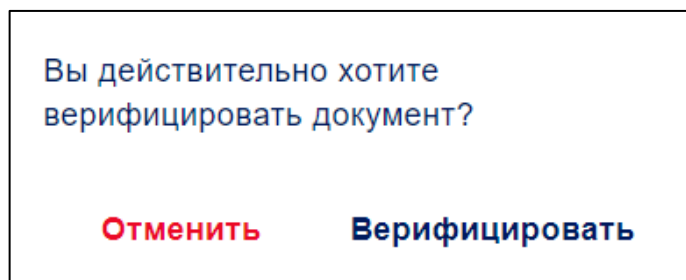 Вы действительно хотите
верифицировать документ?
Отменить Верифицировать